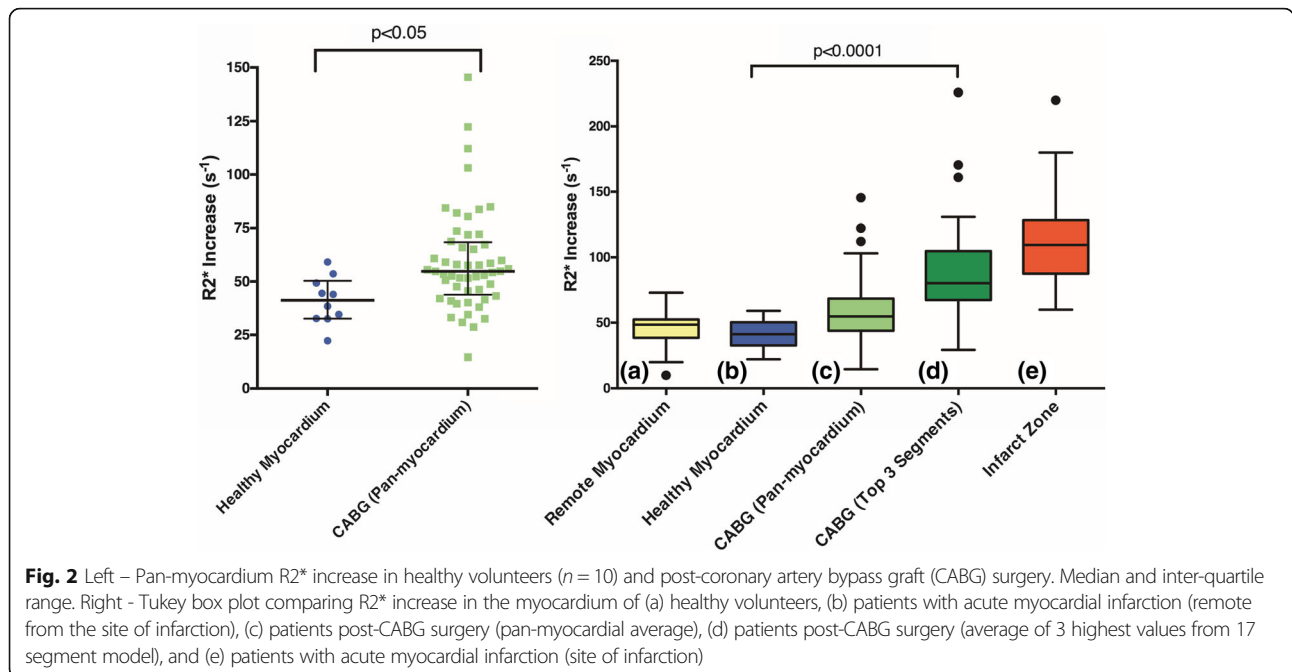 p<0.05
150
125
100
75
50
25
0
R2* Increase (s-1)
Healthy Myocardium
CABG (Pan-myocardium)
p<0.0001
250
200
150
100
50
0
R2* Increase (s-1)
(a)
(b)
(c)
(d)
(e)
Remote Myocardium
Healthy Myocardium
CABG (Pan-myocardium)
CABG (Top 3 Segments)
Infarct Zone
Fig. 2 Left – Pan-myocardium R2* increase in healthy volunteers (n = 10) and post-coronary artery bypass graft (CABG) surgery. Median and inter-quartile
range. Right - Tukey box plot comparing R2* increase in the myocardium of (a) healthy volunteers, (b) patients with acute myocardial infarction (remote
from the site of infarction), (c) patients post-CABG surgery (pan-myocardial average), (d) patients post-CABG surgery (average of 3 highest values from 17
segment model), and (e) patients with acute myocardial infarction (site of infarction)